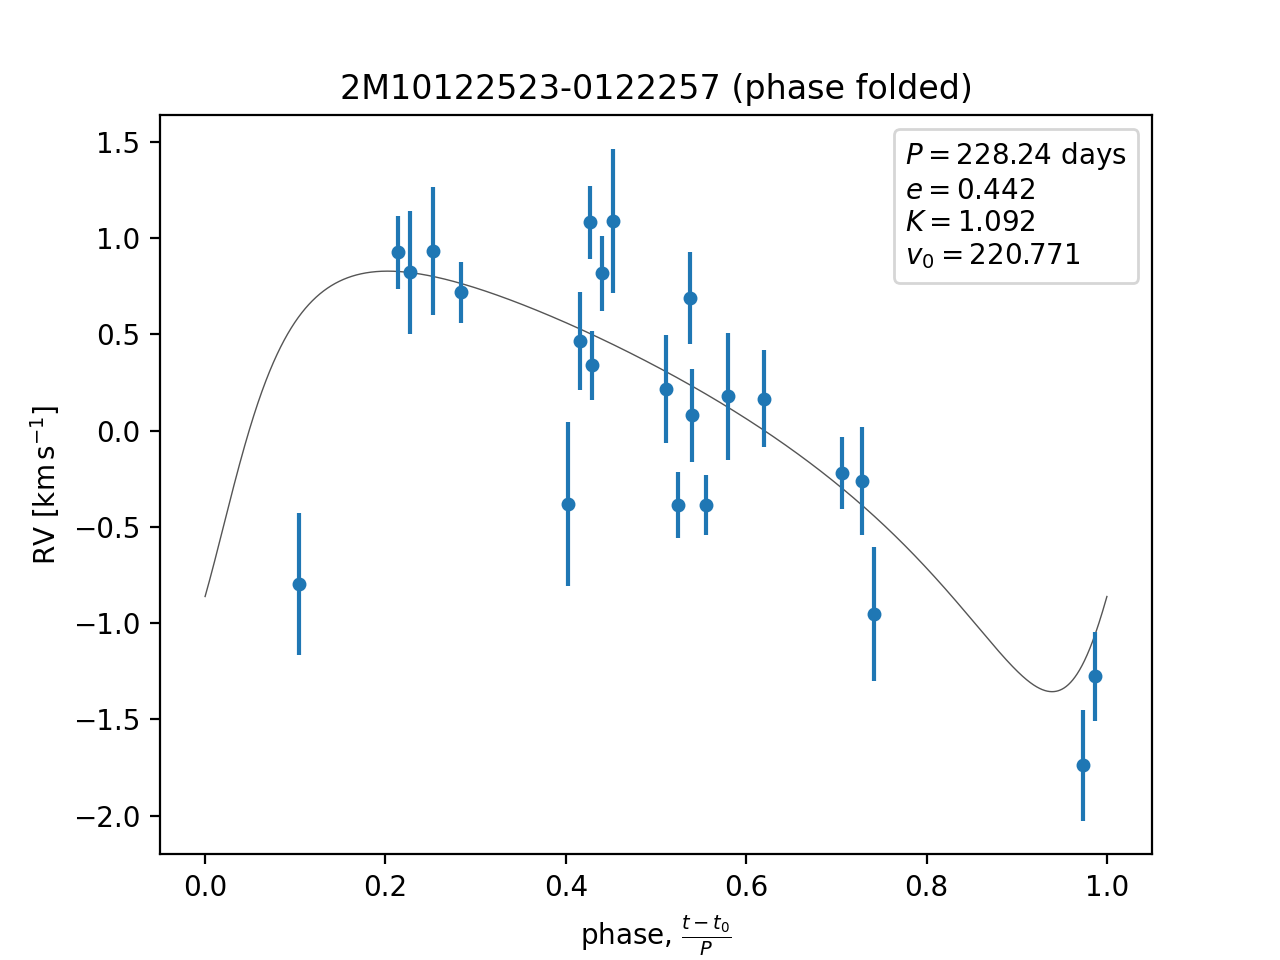 2M10122523-0122257 (phase folded)
P = 228.24 days
e = 0.442
K = 1.092
v₀ = 220.771
1.5
1.0
0.5
0.0
−0.5
−1.0
−1.5
−2.0
RV [km s⁻¹]
0.0 0.2 0.4 0.6 0.8 1.0
phase, (t − t₀)/P